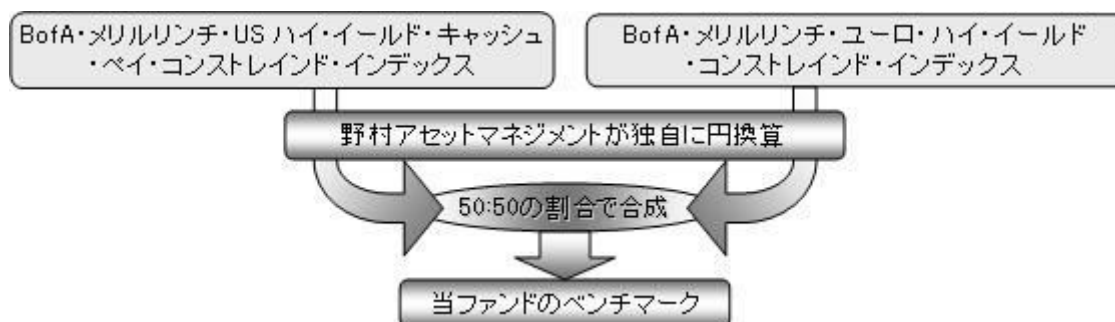 BofA・メリルリンチ・US ハイ・イールド・キャッシュ
・ペイ・コンストレインド・インデックス
BofA・メリルリンチ・ユーロ・ハイ・イールド
・コンストレインド・インデックス
野村アセットマネジメントが独自に円換算
50:50の割合で合成
当ファンドのベンチマーク